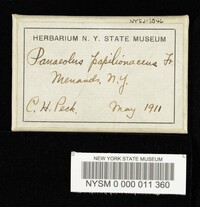 HERBARIUM N. Y. STATE MUSEUM
Panaeolus papilionaceus Fr.
Menands, N.Y.
C. H. Peck. May 1911
NEW YORK STATE MUSEUM
NYSM 0 000 011 360